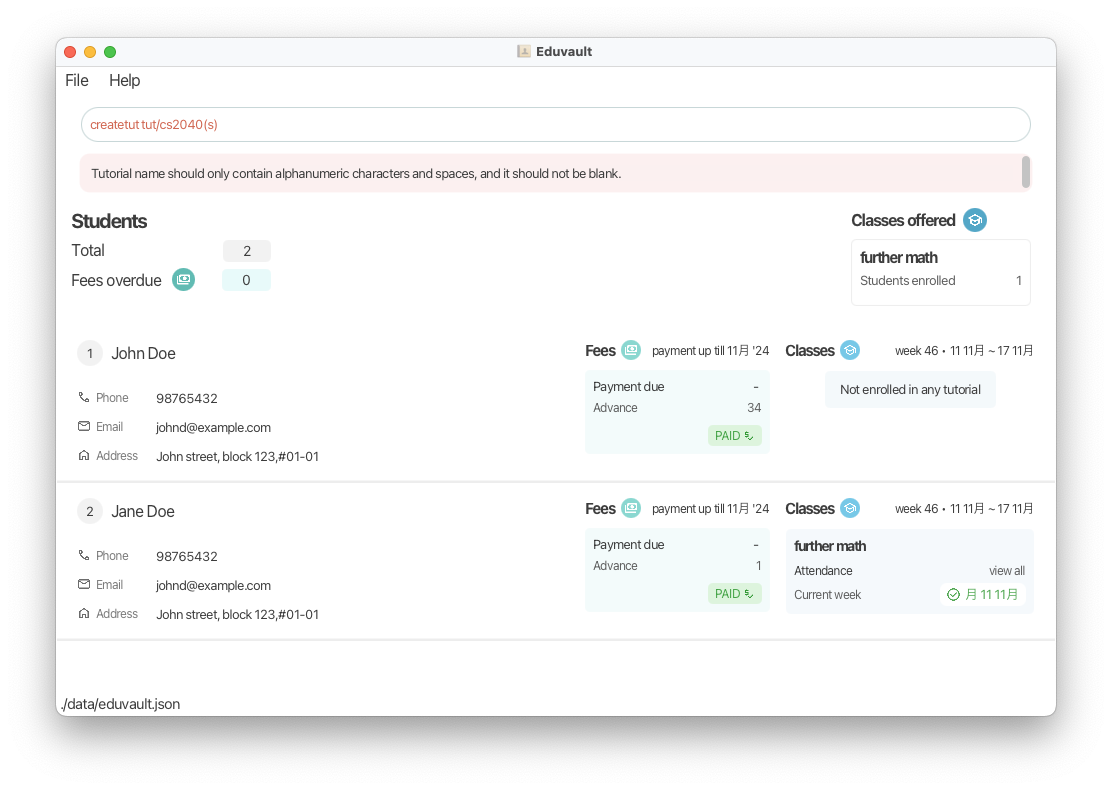 Eduvault
File Help
createtut tut/cs2040(s)
Tutorial name should only contain alphanumeric characters and spaces, and it should not be blank.
Students
Total 2
Fees overdue 0
Classes offered
further math
Students enrolled 1
1 John Doe
Phone 98765432
Email johnd@example.com
Address John street, block 123,#01-01
Fees payment up till 11月 '24
Payment due -
Advance 34
PAID
Classes week 46 • 11 11月 ~ 17 11月
Not enrolled in any tutorial
2 Jane Doe
Phone 98765432
Email johnd@example.com
Address John street, block 123,#01-01
Fees payment up till 11月 '24
Payment due -
Advance 1
PAID
Classes week 46 • 11 11月 ~ 17 11月
further math
Attendance view all
Current week 月 11 11月
./data/eduvault.json